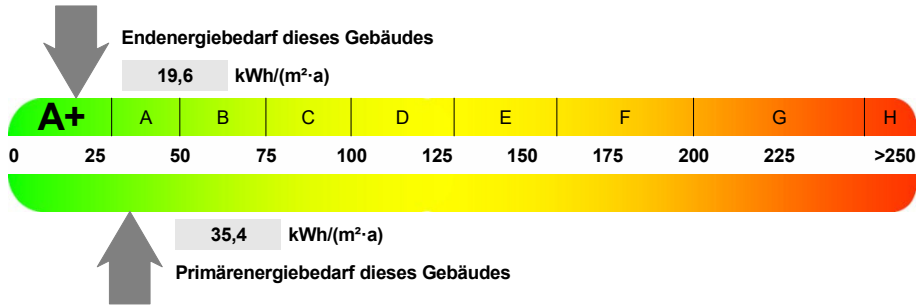 Endenergiebedarf dieses Gebäudes
19,6 kWh/(m²·a)
A+ A B C D E F G H
0 25 50 75 100 125 150 175 200 225 >250
35,4 kWh/(m²·a)
Primärenergiebedarf dieses Gebäudes